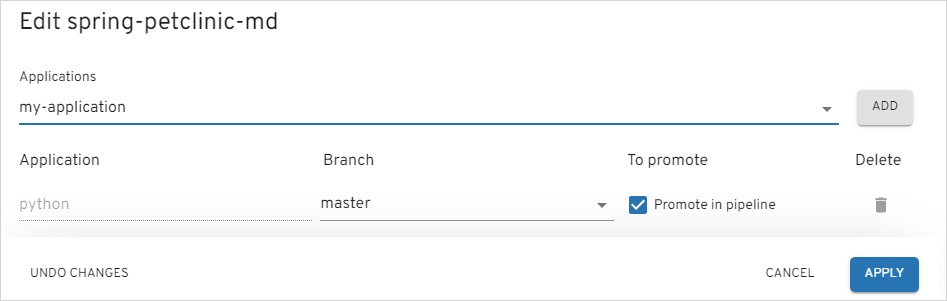 Edit spring-petclinic-md
Applications
my-application
ADD
Application Branch To promote Delete
python master Promote in pipeline
UNDO CHANGES CANCEL APPLY